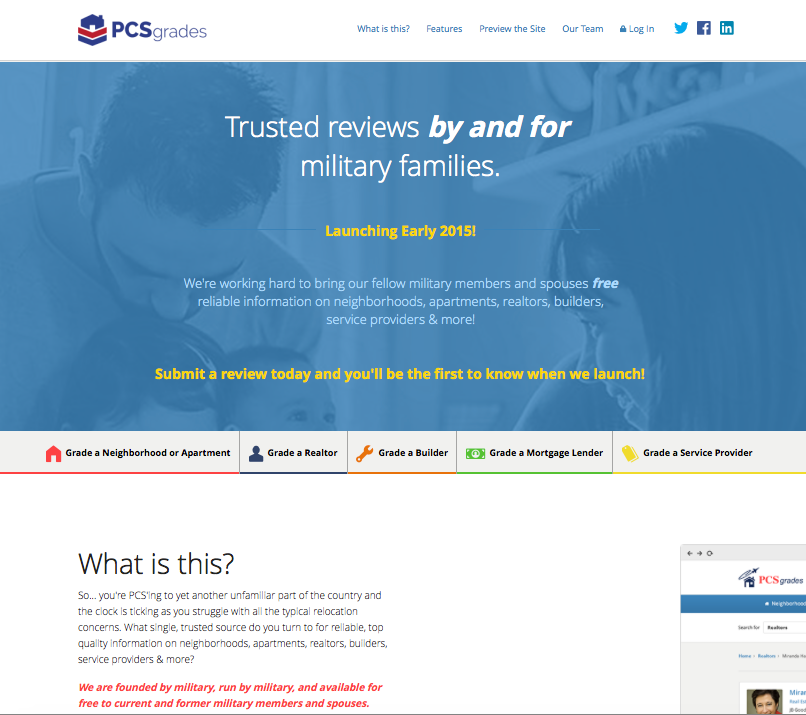 PCSgrades
What is this? Features Preview the Site Our Team Log In
Trusted reviews by and for
military families.
Launching Early 2015!
We're working hard to bring our fellow military members and spouses free
reliable information on neighborhoods, apartments, realtors, builders,
service providers & more!
Submit a review today and you'll be the first to know when we launch!
Grade a Neighborhood or Apartment Grade a Realtor Grade a Builder Grade a Mortgage Lender Grade a Service Provider
What is this?
So... you're PCS'ing to yet another unfamiliar part of the country and
the clock is ticking as you struggle with all the typical relocation
concerns. What single, trusted source do you turn to for reliable, top
quality information on neighborhoods, apartments, realtors, builders,
service providers & more?
We are founded by military, run by military, and available for
free to current and former military members and spouses.
PCSgrades
Neighborhood
Search for Realtors
Home Realtors Miranda
Real